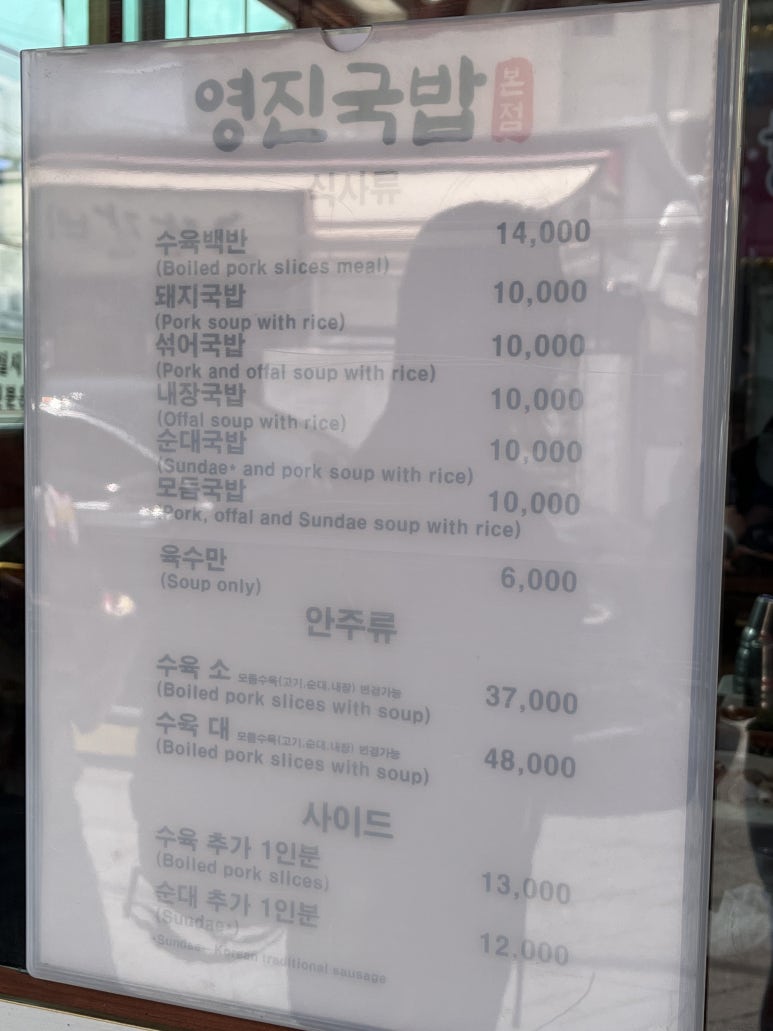 영진국밥 본점
식사류
수육백반 14,000
(Boiled pork slices meal)
돼지국밥 10,000
(Pork soup with rice)
섞어국밥 10,000
(Pork and offal soup with rice)
내장국밥 10,000
(Offal soup with rice)
순대국밥 10,000
(Sundae* and pork soup with rice)
모듬국밥 10,000
(Pork, offal and Sundae soup with rice)
육수만 6,000
(Soup only)
안주류
수육 소 모듬수육(고기,순대,내장) 변경가능 37,000
(Boiled pork slices with soup)
수육 대 모듬수육(고기,순대,내장) 변경가능 48,000
(Boiled pork slices with soup)
사이드
수육 추가 1인분 13,000
(Boiled pork slices)
순대 추가 1인분 12,000
(Sundae*)
*Sundae- Korean traditional sausage